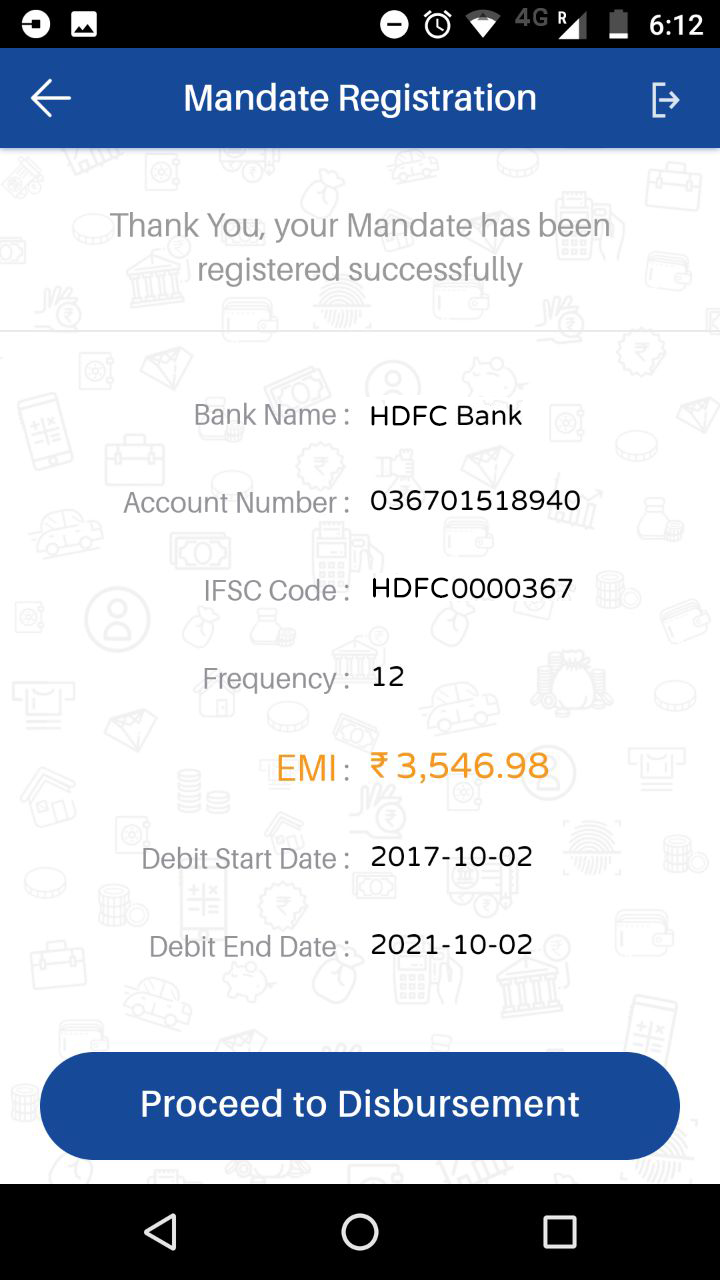 4G R 6:12
Mandate Registration
Thank You, your Mandate has been
registered successfully
Bank Name : HDFC Bank
Account Number : 036701518940
IFSC Code : HDFC0000367
Frequency : 12
EMI : ₹ 3,546.98
Debit Start Date : 2017-10-02
Debit End Date : 2021-10-02
Proceed to Disbursement